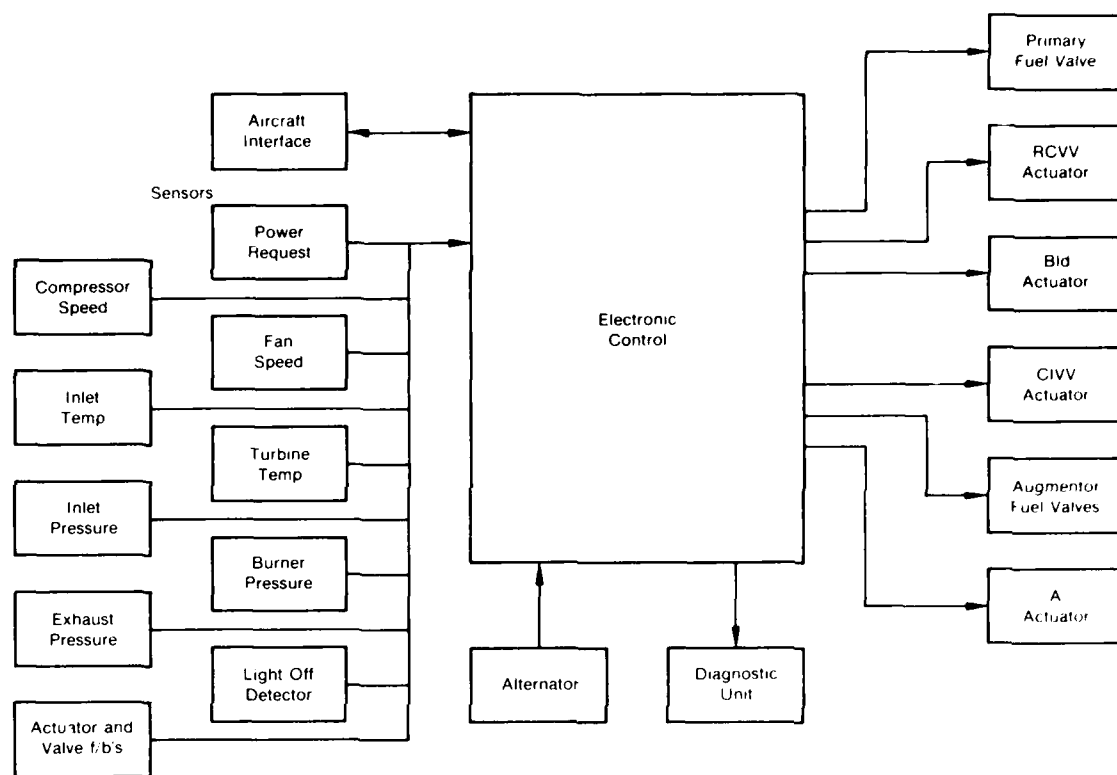 Primary
Fuel Valve
Aircraft
Interface
RCVV
Actuator
Sensors
Power
Request
Bld
Actuator
Compressor
Speed
Electronic
Control
Fan
Speed
CIVV
Actuator
Inlet
Temp
Turbine
Temp
Augmentor
Fuel Valves
Inlet
Pressure
Burner
Pressure
A
Actuator
Exhaust
Pressure
Light Off
Detector
Alternator
Diagnostic
Unit
Actuator and
Valve f/b's